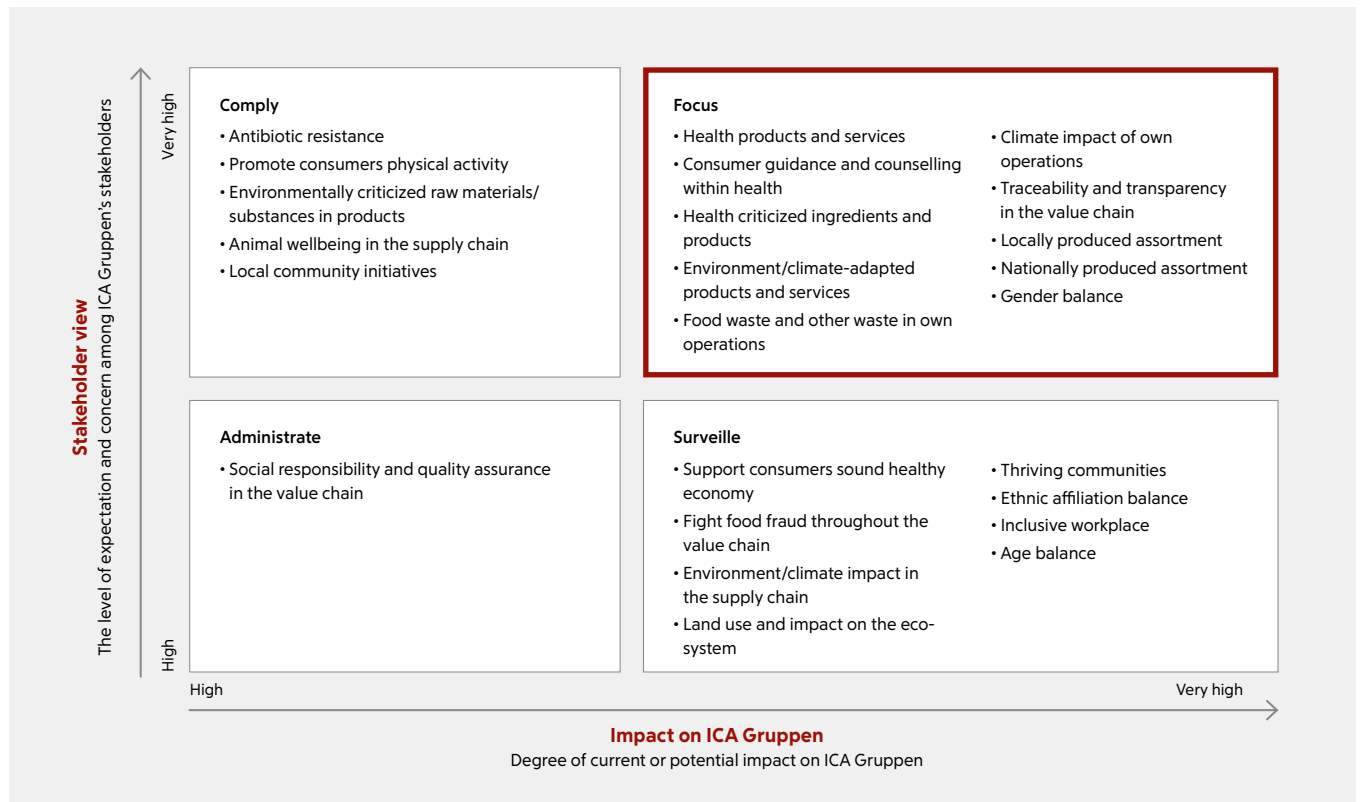 Stakeholder view
The level of expectation and concern among ICA Gruppen's stakeholders
Very high
High
Comply
• Antibiotic resistance
• Promote consumers physical activity
• Environmentally criticized raw materials/
substances in products
• Animal wellbeing in the supply chain
• Local community initiatives
Focus
• Health products and services
• Consumer guidance and counselling
within health
• Health criticized ingredients and
products
• Environment/climate-adapted
products and services
• Food waste and other waste in own
operations
• Climate impact of own
operations
• Traceability and transparency
in the value chain
• Locally produced assortment
• Nationally produced assortment
• Gender balance
Administrate
• Social responsibility and quality assurance
in the value chain
Surveille
• Support consumers sound healthy
economy
• Fight food fraud throughout the
value chain
• Environment/climate impact in
the supply chain
• Land use and impact on the eco-
system
• Thriving communities
• Ethnic affiliation balance
• Inclusive workplace
• Age balance
High
Very high
Impact on ICA Gruppen
Degree of current or potential impact on ICA Gruppen